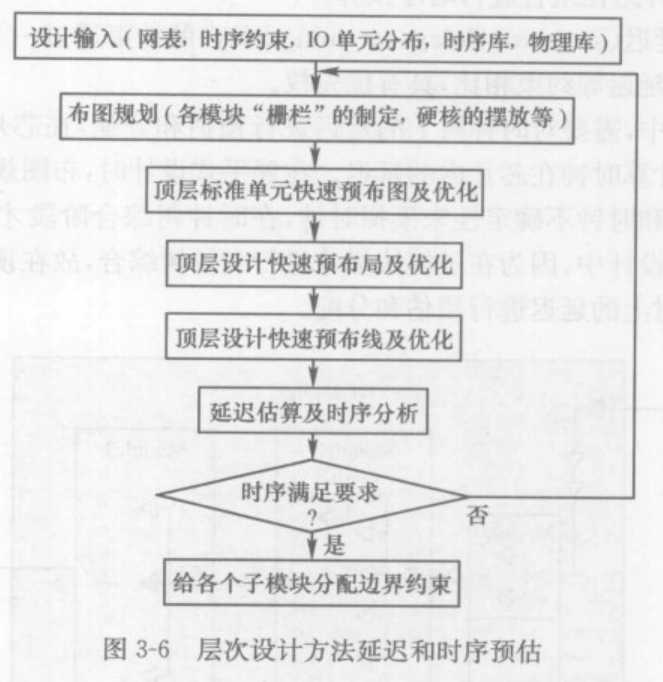 设计输入(网表，时序约束，IO 单元分布，时序库，物理库
布图规划(各模块“栅栏”的制定，硬核的摆放等)
顶层标准单元快速预布图及优化
顶层设计快速预布局及优化
顶层设计快速预布线及优化
延迟估算及时序分析
时序满足要求
?
否
是
给各个子模块分配边界约束
图 3-6 层次设计方法延迟和时序预估